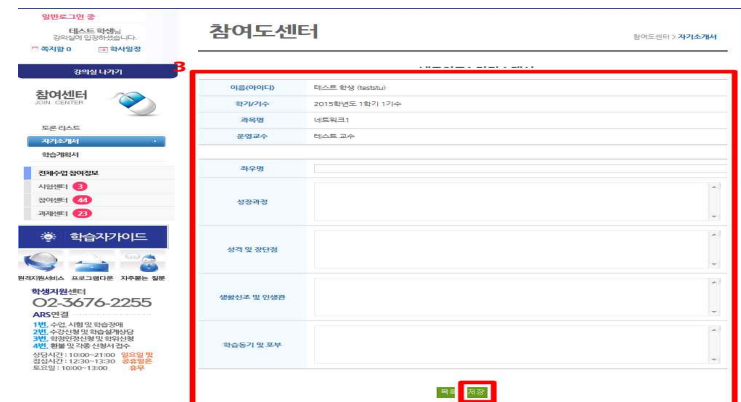 일반로그인 중
테스트 학생님
강의실에 입장하셨습니다.
쪽지함 0 학사일정
강의실 나가기
참여센터
JOIN CENTER
토론 리스트
자기소개서
학습계획서
전체수업 참여정보
시험센터 3
참여센터 44
과제센터 23
학습자가이드
원격지원서비스 프로그램다운 자주묻는 질문
학생지원센터
02-3676-2255
ARS연결
1번, 수업, 시험 및 학습장애
2번, 수강신청 및 학습설계상담
3번, 학점인정신청 및 학위신청
4번, 환불 및 각종 신청서 접수
상담시간 : 10:00~21:00 일요일 및
점심시간 : 12:30~13:30 공휴일은
토요일 : 10:00~13:00 휴무
참여도센터
참여도센터 > 자기소개서
이름(아이디) 테스트 학생 (teststu)
학기/기수 2015학년도 1학기 1기수
과목명 네트워크1
운영교수 테스트 교수
좌우명
성장과정
성격 및 장단점
생활신조 및 인생관
학습동기 및 포부
저장